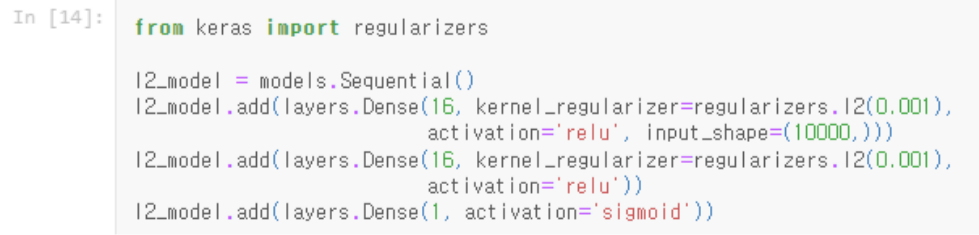 In [14]:
from keras import regularizers
l2_model = models.Sequential()
l2_model.add(layers.Dense(16, kernel_regularizer=regularizers.l2(0.001),
activation='relu', input_shape=(10000,)))
l2_model.add(layers.Dense(16, kernel_regularizer=regularizers.l2(0.001),
activation='relu'))
l2_model.add(layers.Dense(1, activation='sigmoid'))